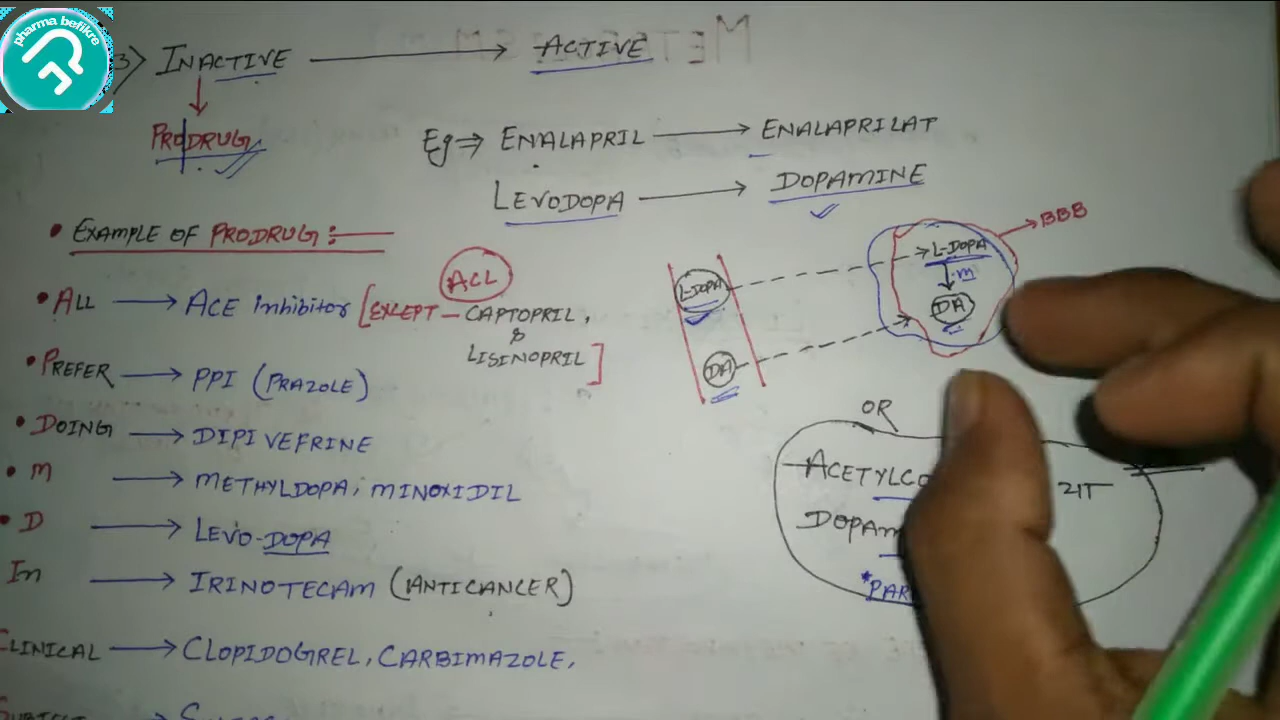 pharma befikre
3> INACTIVE → ACTIVE
PRODRUG
Eg ⇒ ENALAPRIL → ENALAPRILAT
LEVODOPA → DOPAMINE
• EXAMPLE OF PRODRUG :—
ACL
• ALL → ACE Inhibitor [EXCEPT – CAPTOPRIL,
& LISINOPRIL]
• PREFER → PPI (PRAZOLE)
• DOING → DIPIVEFRINE
• M → METHYLDOPA, MINOXIDIL
• D → LEVO-DOPA
In → IRINOTECAM (ANTICANCER)
CLINICAL → CLOPIDOGREL, CARBIMAZOLE,
BBB
L-DOPA
L-DOPA
M
DA
DA
OR
ACETYLCO
DOPAM
*PAR